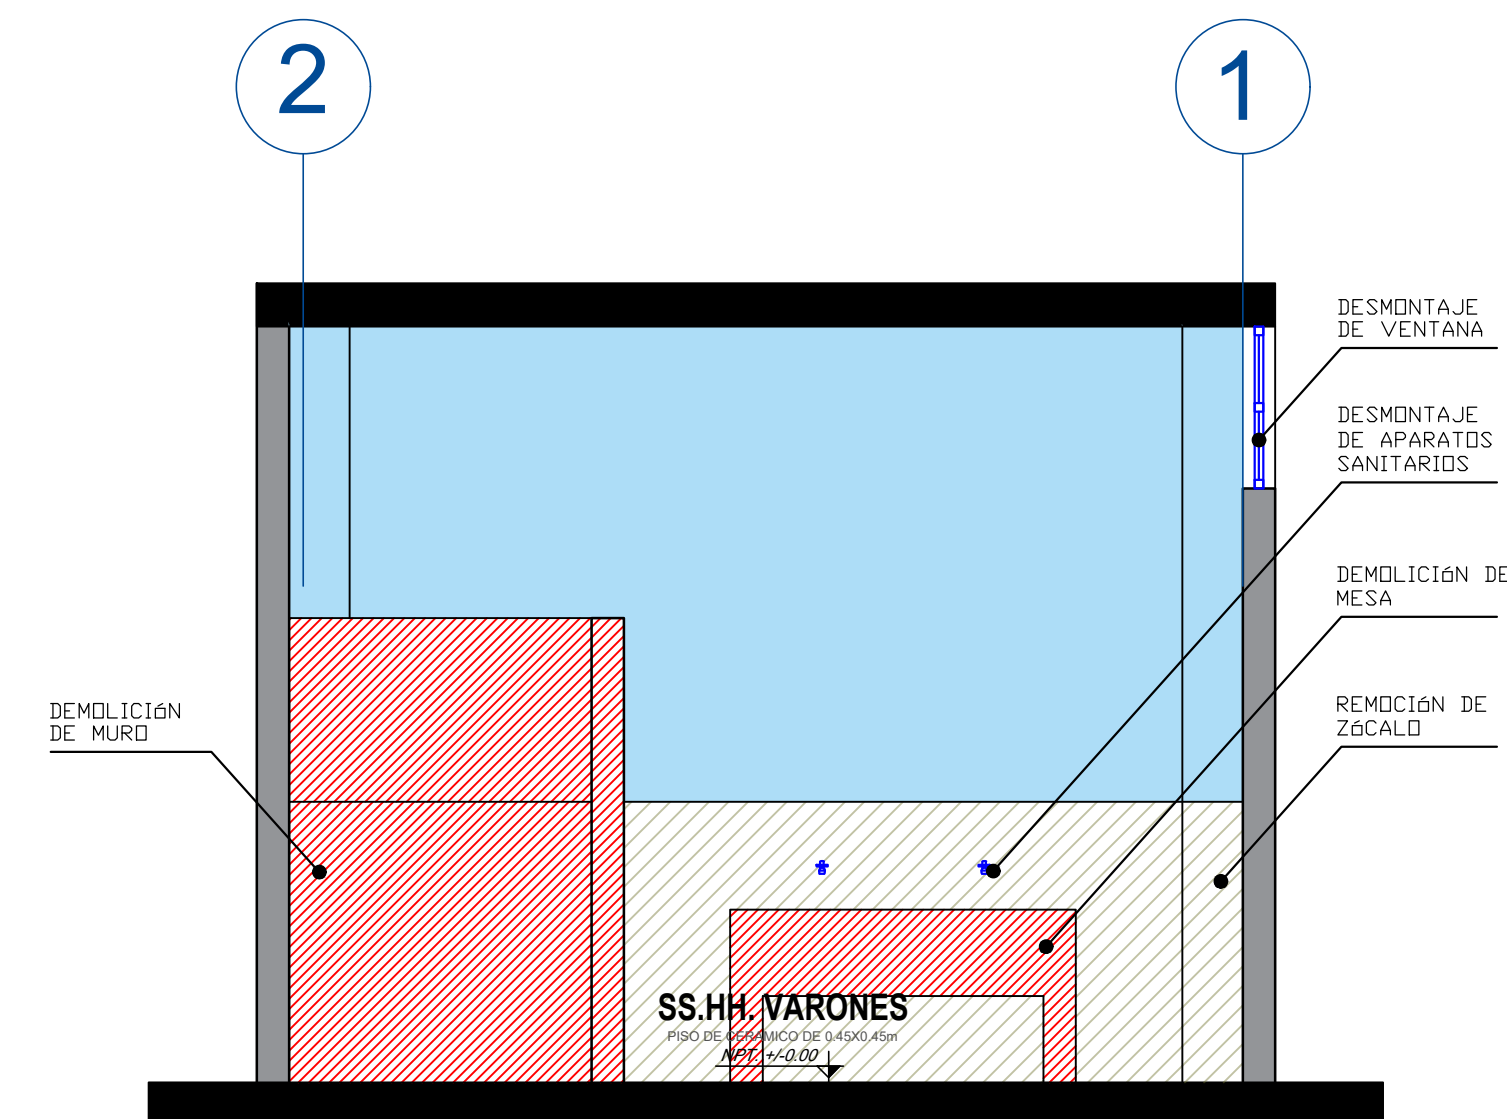 2
1
DESMONTAJE
DE VENTANA
DESMONTAJE
DE APARATOS
SANITARIOS
DEMOLICIóN DE
MESA
DEMOLICIóN
DE MURO
REMOCIóN DE
ZóCALO
SS.HH. VARONES
PISO DE CERAMICO DE 0.45X0.45m
NPT. +/-0.00